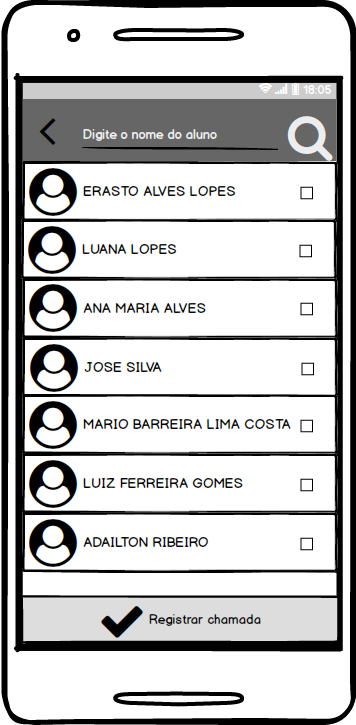 18:05
Digite o nome do aluno
ERASTO ALVES LOPES
LUANA LOPES
ANA MARIA ALVES
JOSE SILVA
MARIO BARREIRA LIMA COSTA
LUIZ FERREIRA GOMES
ADAILTON RIBEIRO
Registrar chamada